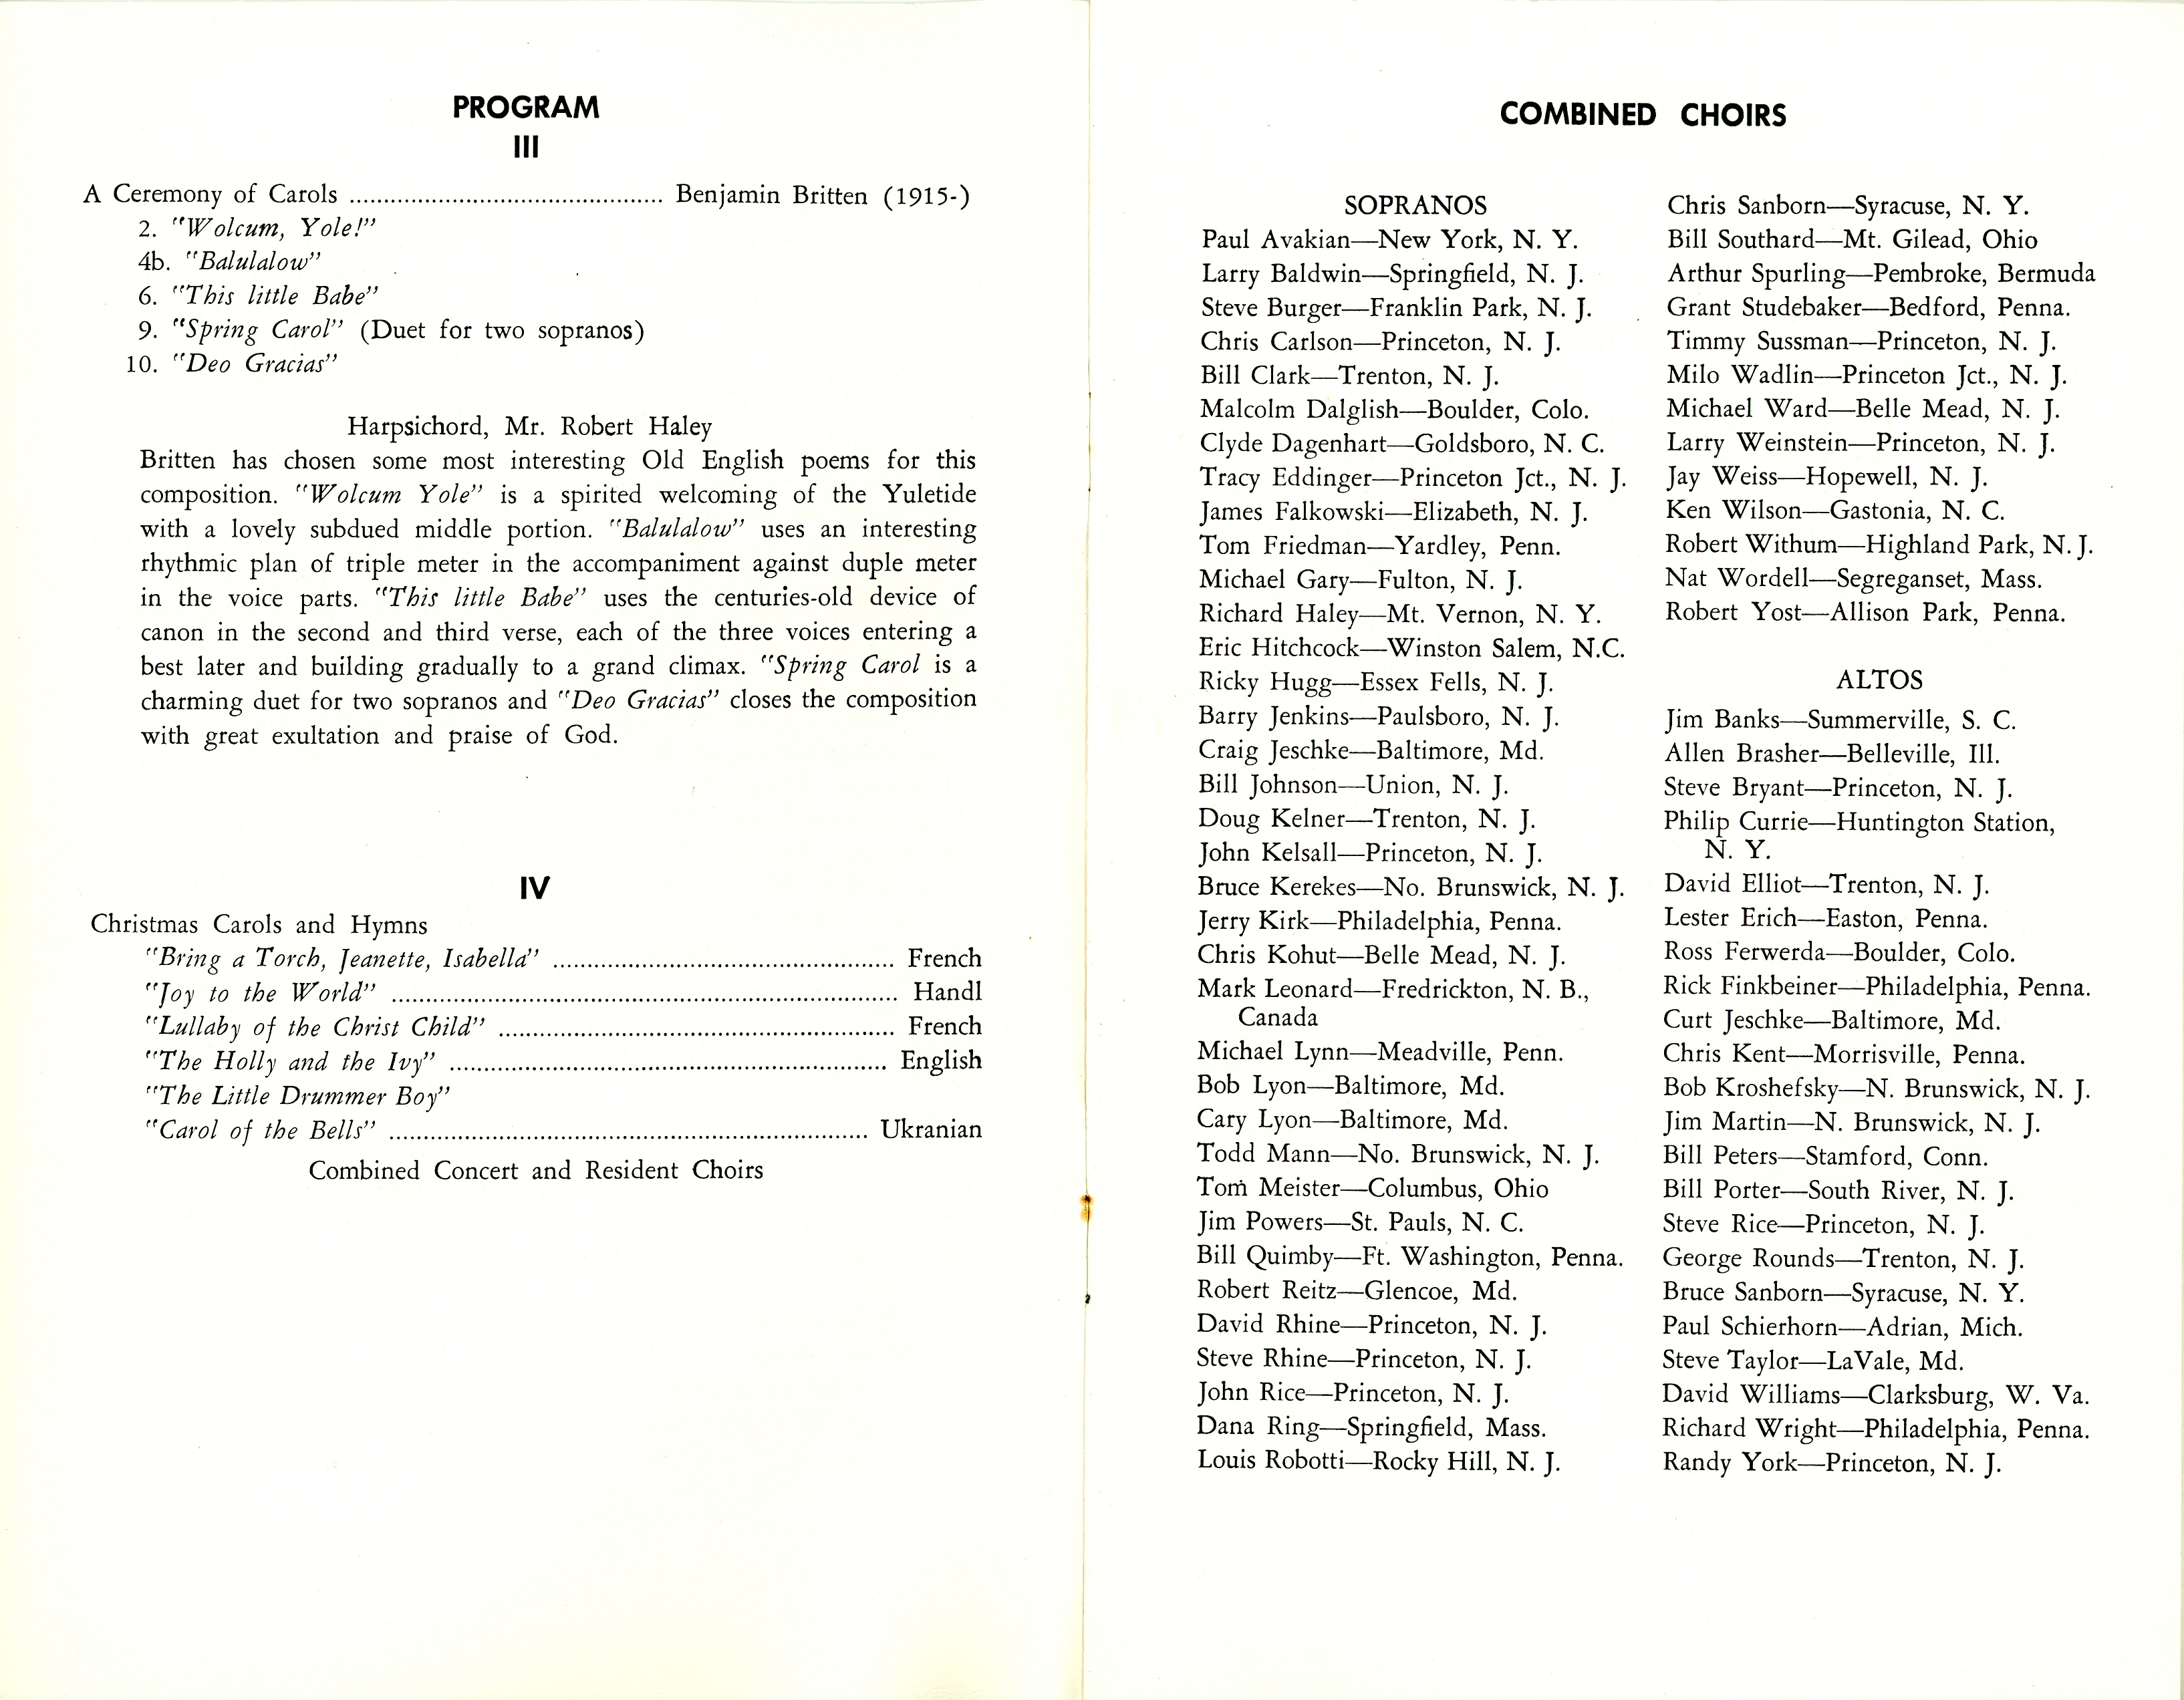 PROGRAM
III
A Ceremony of Carols .............................................. Benjamin Britten (1915-)
2. "Wolcum, Yole!"
4b. "Balulalow"
6. "This little Babe"
9. "Spring Carol" (Duet for two sopranos)
10. "Deo Gracias"
Harpsichord, Mr. Robert Haley
Britten has chosen some most interesting Old English poems for this
composition. "Wolcum Yole" is a spirited welcoming of the Yuletide
with a lovely subdued middle portion. "Balulalow" uses an interesting
rhythmic plan of triple meter in the accompaniment against duple meter
in the voice parts. "This little Babe" uses the centuries-old device of
canon in the second and third verse, each of the three voices entering a
best later and building gradually to a grand climax. "Spring Carol is a
charming duet for two sopranos and "Deo Gracias" closes the composition
with great exultation and praise of God.
IV
Christmas Carols and Hymns
"Bring a Torch, Jeanette, Isabella" .................................................. French
"Joy to the World" .......................................................................... Handl
"Lullaby of the Christ Child" .......................................................... French
"The Holly and the Ivy" ................................................................ English
"The Little Drummer Boy"
"Carol of the Bells" ...................................................................... Ukranian
Combined Concert and Resident Choirs
COMBINED CHOIRS
SOPRANOS
Paul Avakian—New York, N. Y.
Larry Baldwin—Springfield, N. J.
Steve Burger—Franklin Park, N. J.
Chris Carlson—Princeton, N. J.
Bill Clark—Trenton, N. J.
Malcolm Dalglish—Boulder, Colo.
Clyde Dagenhart—Goldsboro, N. C.
Tracy Eddinger—Princeton Jct., N. J.
James Falkowski—Elizabeth, N. J.
Tom Friedman—Yardley, Penn.
Michael Gary—Fulton, N. J.
Richard Haley—Mt. Vernon, N. Y.
Eric Hitchcock—Winston Salem, N.C.
Ricky Hugg—Essex Fells, N. J.
Barry Jenkins—Paulsboro, N. J.
Craig Jeschke—Baltimore, Md.
Bill Johnson—Union, N. J.
Doug Kelner—Trenton, N. J.
John Kelsall—Princeton, N. J.
Bruce Kerekes—No. Brunswick, N. J.
Jerry Kirk—Philadelphia, Penna.
Chris Kohut—Belle Mead, N. J.
Mark Leonard—Fredrickton, N. B.,
Canada
Michael Lynn—Meadville, Penn.
Bob Lyon—Baltimore, Md.
Cary Lyon—Baltimore, Md.
Todd Mann—No. Brunswick, N. J.
Tom Meister—Columbus, Ohio
Jim Powers—St. Pauls, N. C.
Bill Quimby—Ft. Washington, Penna.
Robert Reitz—Glencoe, Md.
David Rhine—Princeton, N. J.
Steve Rhine—Princeton, N. J.
John Rice—Princeton, N. J.
Dana Ring—Springfield, Mass.
Louis Robotti—Rocky Hill, N. J.
Chris Sanborn—Syracuse, N. Y.
Bill Southard—Mt. Gilead, Ohio
Arthur Spurling—Pembroke, Bermuda
Grant Studebaker—Bedford, Penna.
Timmy Sussman—Princeton, N. J.
Milo Wadlin—Princeton Jct., N. J.
Michael Ward—Belle Mead, N. J.
Larry Weinstein—Princeton, N. J.
Jay Weiss—Hopewell, N. J.
Ken Wilson—Gastonia, N. C.
Robert Withum—Highland Park, N. J.
Nat Wordell—Segreganset, Mass.
Robert Yost—Allison Park, Penna.
ALTOS
Jim Banks—Summerville, S. C.
Allen Brasher—Belleville, Ill.
Steve Bryant—Princeton, N. J.
Philip Currie—Huntington Station,
N. Y.
David Elliot—Trenton, N. J.
Lester Erich—Easton, Penna.
Ross Ferwerda—Boulder, Colo.
Rick Finkbeiner—Philadelphia, Penna.
Curt Jeschke—Baltimore, Md.
Chris Kent—Morrisville, Penna.
Bob Kroshefsky—N. Brunswick, N. J.
Jim Martin—N. Brunswick, N. J.
Bill Peters—Stamford, Conn.
Bill Porter—South River, N. J.
Steve Rice—Princeton, N. J.
George Rounds—Trenton, N. J.
Bruce Sanborn—Syracuse, N. Y.
Paul Schierhorn—Adrian, Mich.
Steve Taylor—LaVale, Md.
David Williams—Clarksburg, W. Va.
Richard Wright—Philadelphia, Penna.
Randy York—Princeton, N. J.